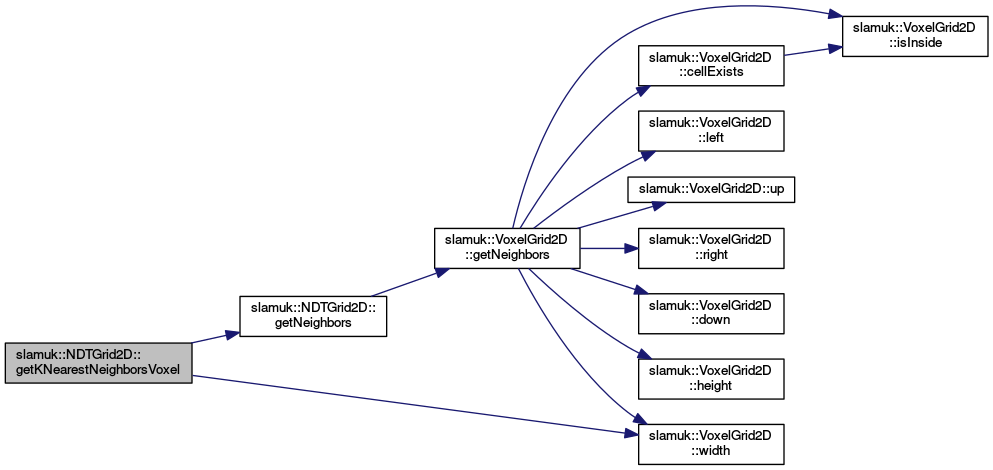 slamuk::NDTGrid2D::
getKNearestNeighborsVoxel
slamuk::NDTGrid2D::
getNeighbors
slamuk::VoxelGrid2D
::getNeighbors
slamuk::VoxelGrid2D
::isInside
slamuk::VoxelGrid2D
::cellExists
slamuk::VoxelGrid2D
::left
slamuk::VoxelGrid2D::up
slamuk::VoxelGrid2D
::right
slamuk::VoxelGrid2D
::down
slamuk::VoxelGrid2D
::height
slamuk::VoxelGrid2D
::width